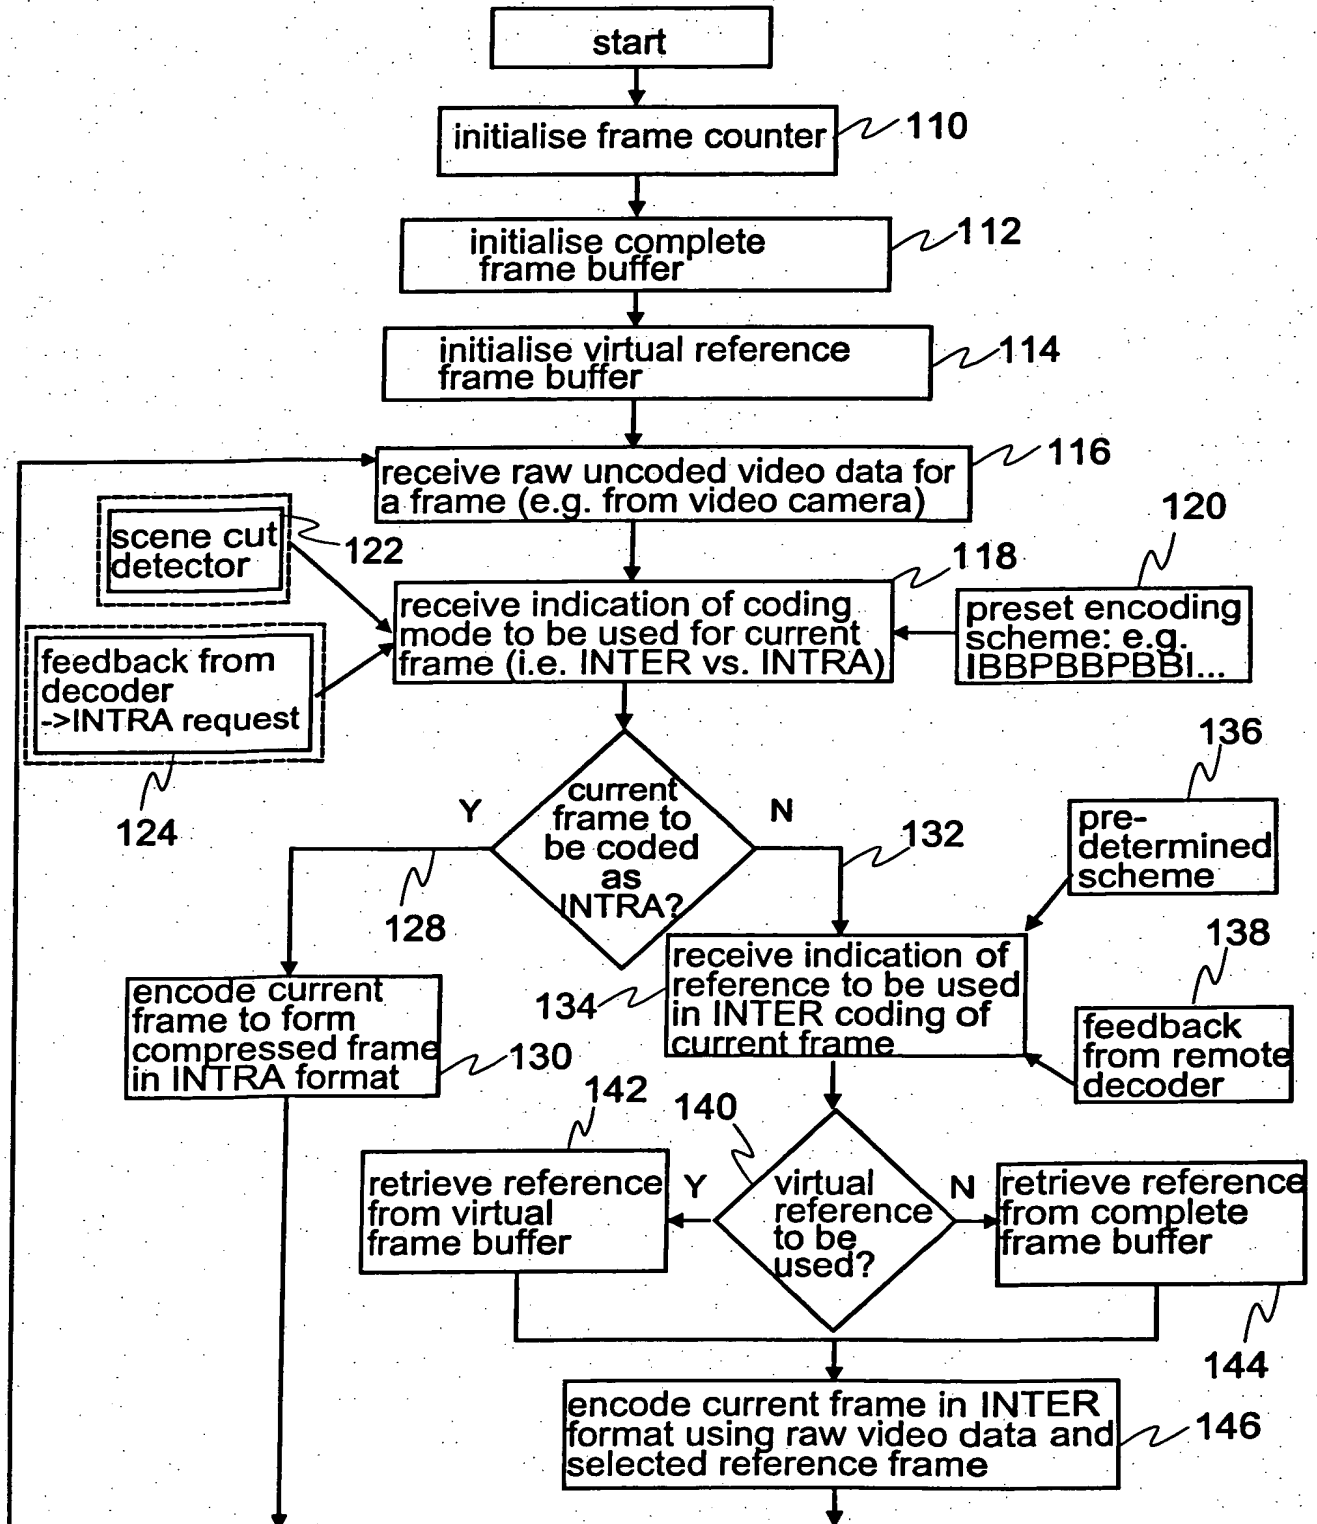 start
initialise frame counter
110
initialise complete
frame buffer
112
initialise virtual reference
frame buffer
114
receive raw uncoded video data for
a frame (e.g. from video camera)
116
scene cut
detector
122
118
120
receive indication of coding
mode to be used for current
frame (i.e. INTER vs. INTRA)
preset encoding
scheme: e.g.
IBBPBBPBBI...
feedback from
decoder
->INTRA request
124
Y
current
frame to
be coded
as
INTRA?
N
128
132
136
pre-
determined
scheme
encode current
frame to form
compressed frame
in INTRA format
130
134
receive indication of
reference to be used
in INTER coding of
current frame
138
feedback
from remote
decoder
142
140
retrieve reference
from virtual
frame buffer
Y
virtual
reference
to be
used?
N
retrieve reference
from complete
frame buffer
144
encode current frame in INTER
format using raw video data and
selected reference frame
146